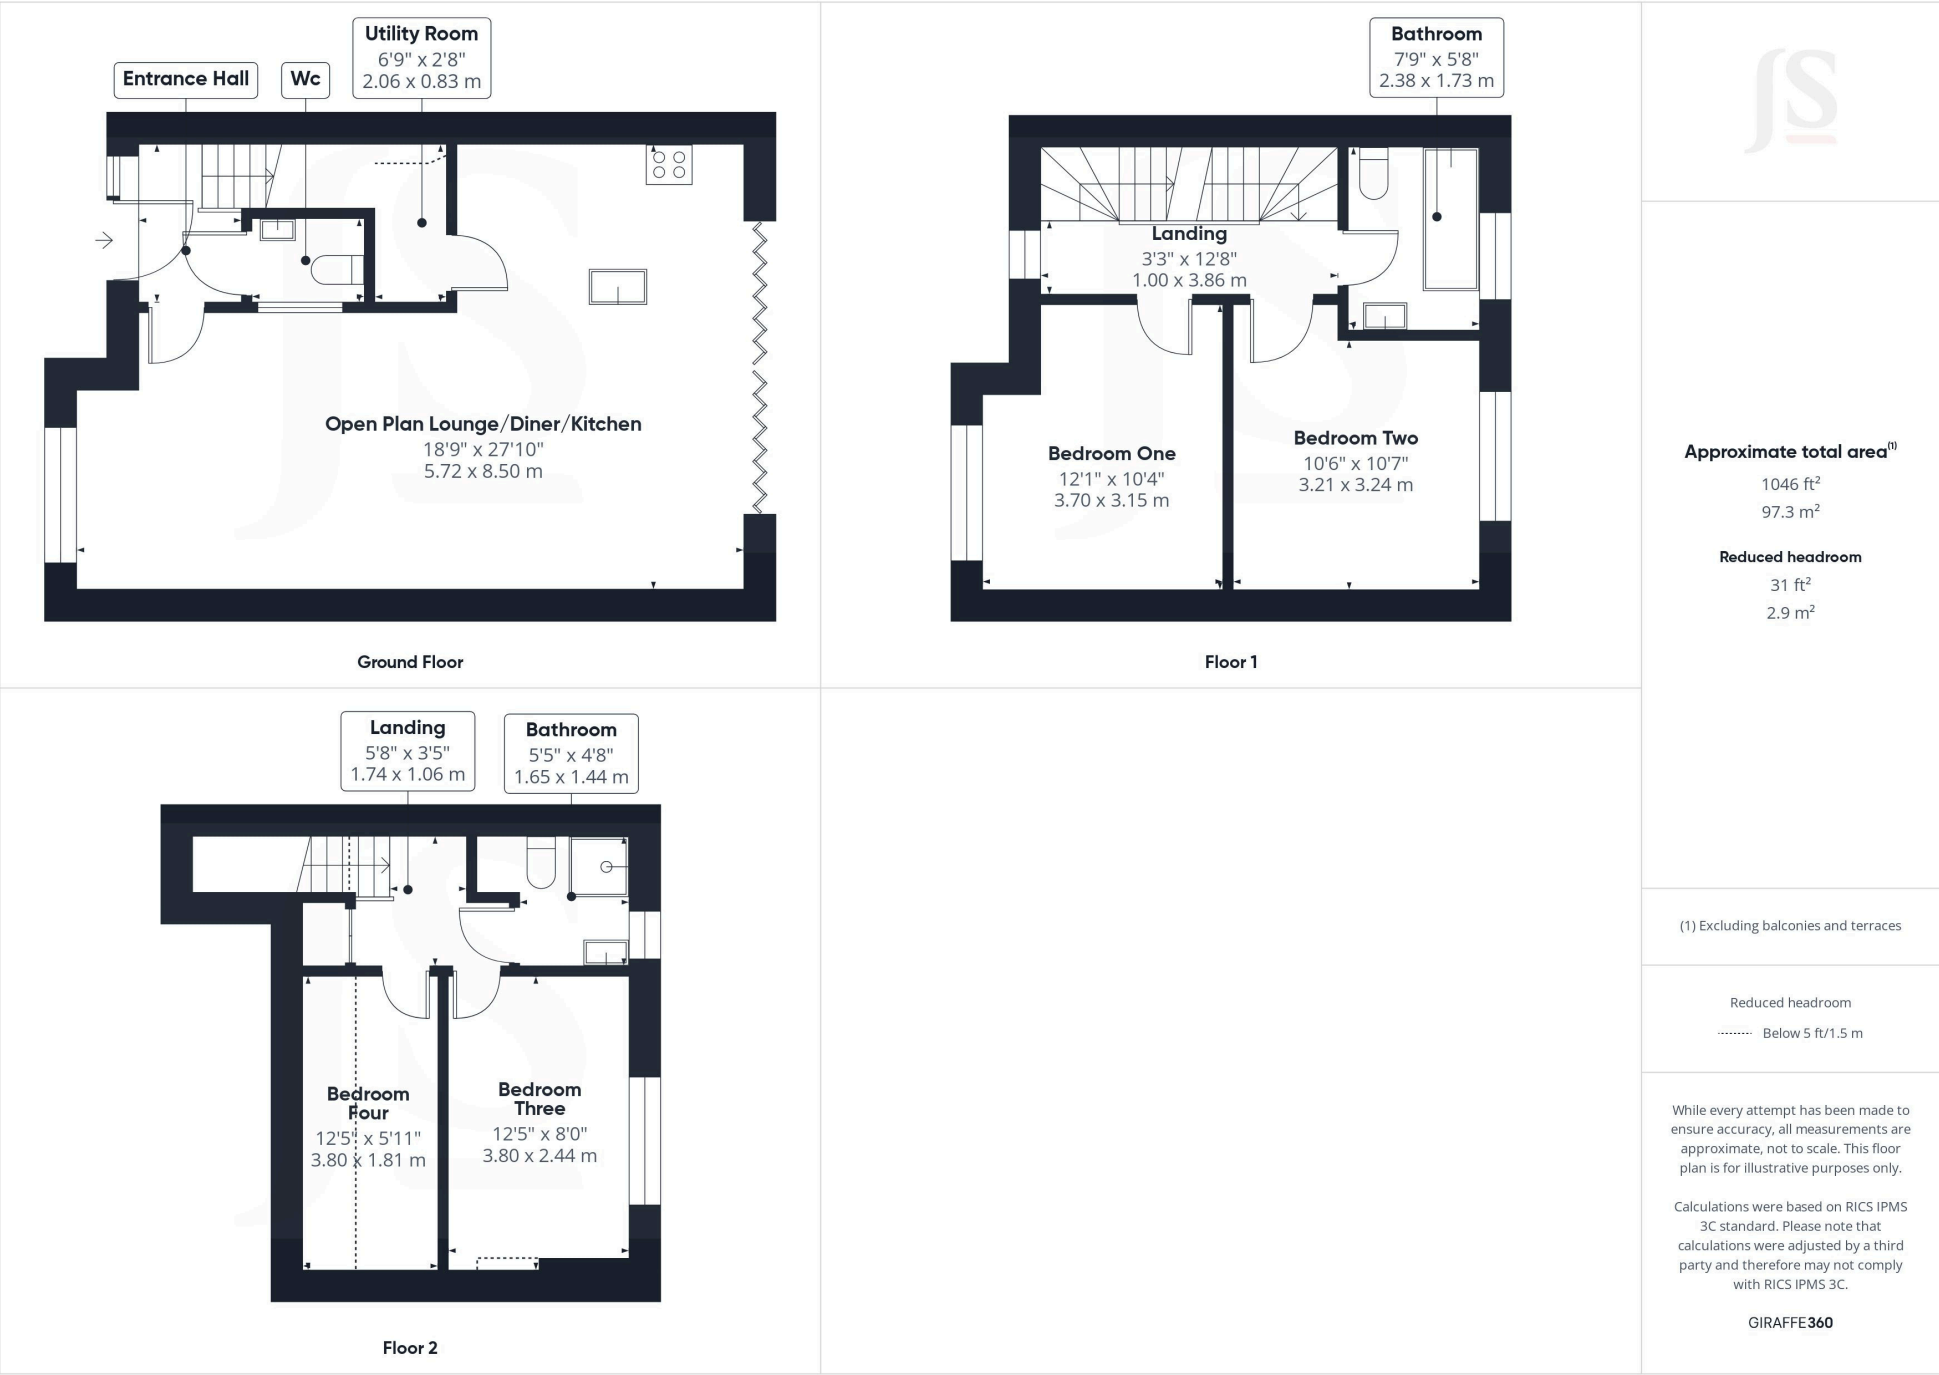 Utility Room
6'9" x 2'8"
2.06 x 0.83 m
Entrance Hall
Wc
Open Plan Lounge/Diner/Kitchen
18'9" x 27'10"
5.72 x 8.50 m
Ground Floor
Bathroom
7'9" x 5'8"
2.38 x 1.73 m
Landing
3'3" x 12'8"
1.00 x 3.86 m
Bedroom One
12'1" x 10'4"
3.70 x 3.15 m
Bedroom Two
10'6" x 10'7"
3.21 x 3.24 m
Floor 1
Landing
5'8" x 3'5"
1.74 x 1.06 m
Bathroom
5'5" x 4'8"
1.65 x 1.44 m
Bedroom
Four
12'5" x 5'11"
3.80 x 1.81 m
Bedroom
Three
12'5" x 8'0"
3.80 x 2.44 m
Floor 2
JS
Approximate total area(1)
1046 ft²
97.3 m²
Reduced headroom
31 ft²
2.9 m²
(1) Excluding balconies and terraces
Reduced headroom
Below 5 ft/1.5 m
While every attempt has been made to
ensure accuracy, all measurements are
approximate, not to scale. This floor
plan is for illustrative purposes only.
Calculations were based on RICS IPMS
3C standard. Please note that
calculations were adjusted by a third
party and therefore may not comply
with RICS IPMS 3C.
GIRAFFE360